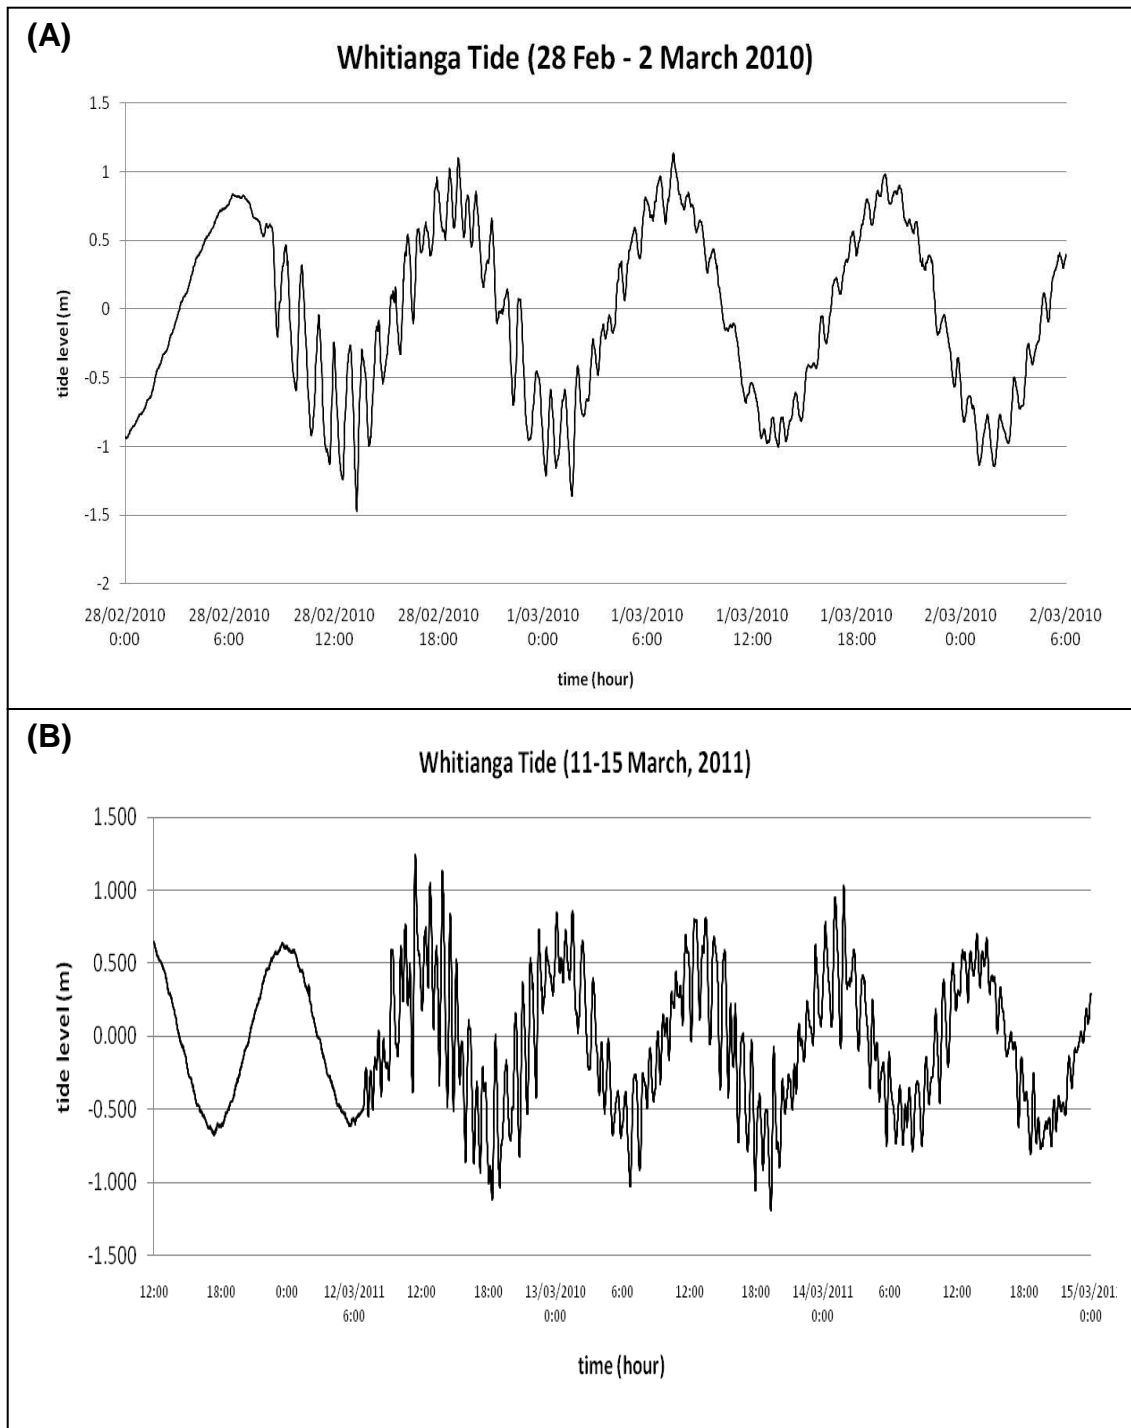 (A)
Whitianga Tide (28 Feb - 2 March 2010)
1.5
1
0.5
0
-0.5
-1
-1.5
-2
tide level (m)
28/02/2010 28/02/2010 28/02/2010 28/02/2010 1/03/2010 1/03/2010 1/03/2010 1/03/2010 2/03/2010 2/03/2010
0:00 6:00 12:00 18:00 0:00 6:00 12:00 18:00 0:00 6:00
time (hour)
(B)
Whitianga Tide (11-15 March, 2011)
1.500
1.000
0.500
0.000
-0.500
-1.000
-1.500
tide level (m)
12:00 18:00 0:00 12/03/2011 12:00 18:00 13/03/2010 6:00 12:00 18:00 14/03/2011 6:00 12:00 18:00 15/03/201
6:00 0:00 0:00 0:00
time (hour)